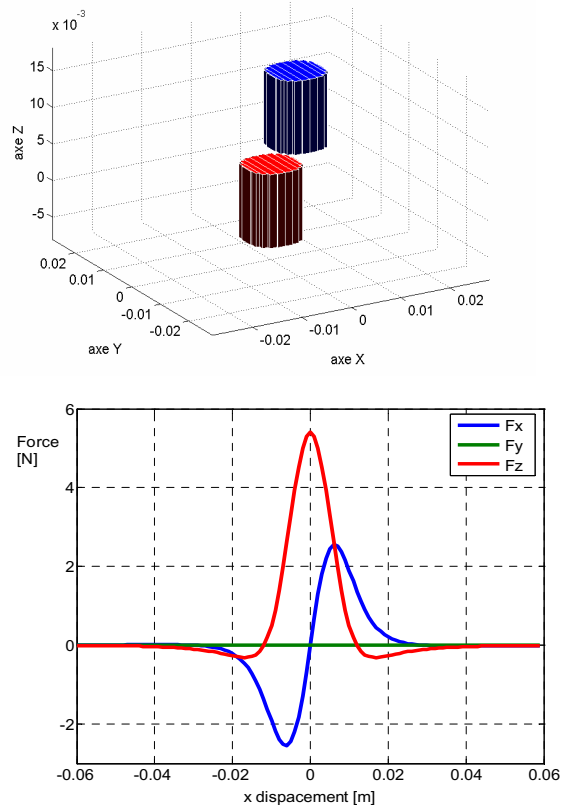 x 10 -3
15
10
5
0
-5
axe Z
0.02
0.01
0
-0.01
-0.02
axe Y
-0.02
-0.01
0
0.01
0.02
axe X
6
Force
[N]
4
2
0
-2
Fx
Fy
Fz
-0.06 -0.04 -0.02 0 0.02 0.04 0.06
x dispacement [m]